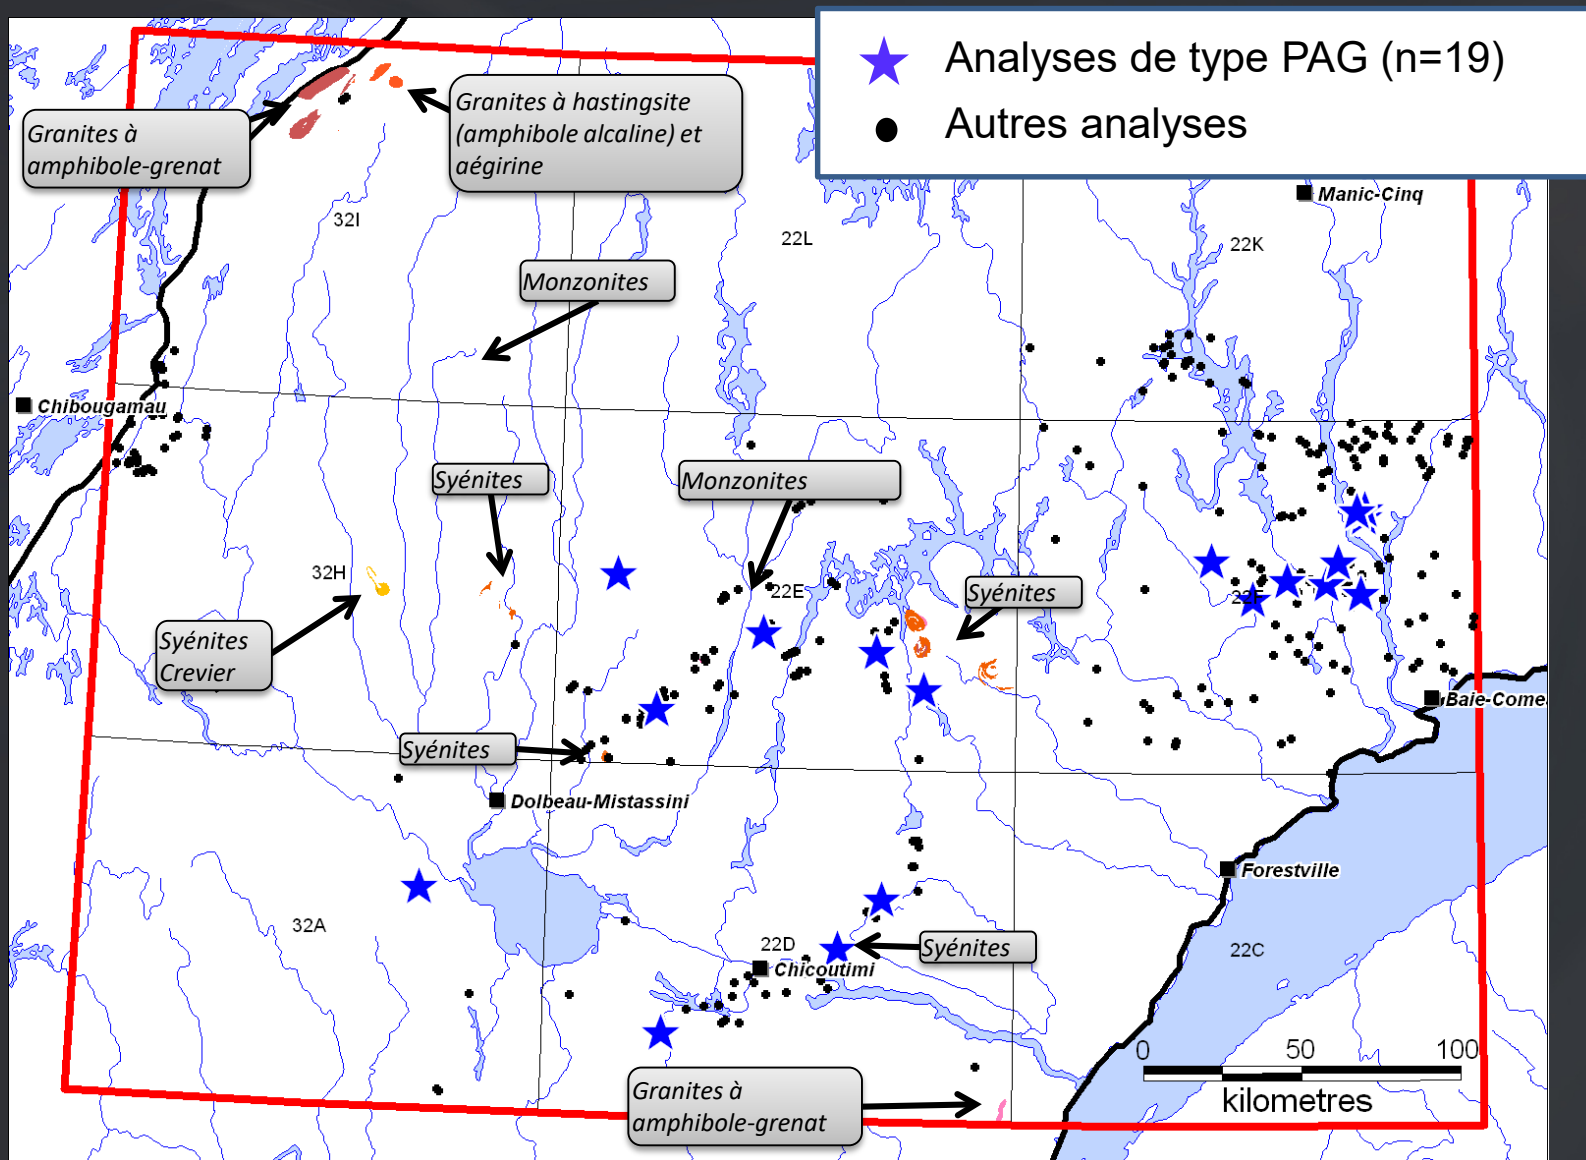 Analyses de type PAG (n=19)
Autres analyses
Granites à
amphibole-grenat
Granites à hastingsite
(amphibole alcaline) et
aégirine
Manic-Cinq
32I
22L
22K
Monzonites
Chibougamau
Syénites
Monzonites
32H
22E
Syénites
22F
Syénites
Crevier
Baie-Come
Syénites
Dolbeau-Mistassini
Forestville
32A
22D
Syénites
22C
Chicoutimi
0 50 100
kilometres
Granites à
amphibole-grenat